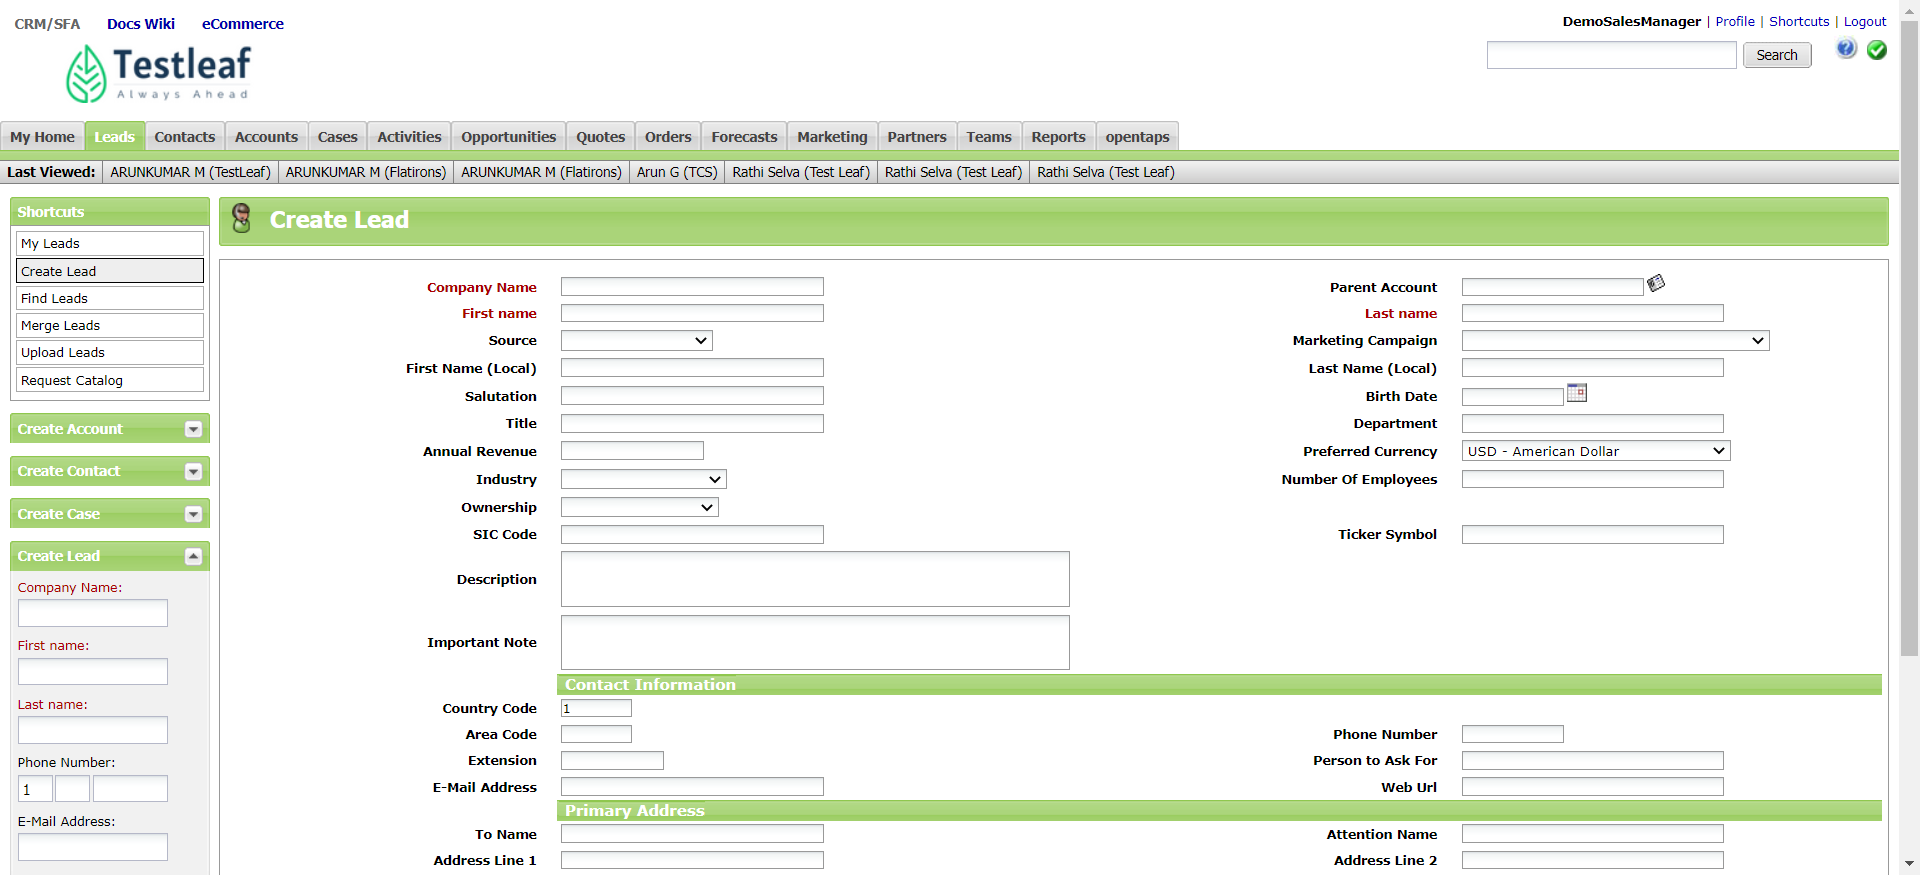 CRM/SFA Docs Wiki eCommerce
DemoSalesManager | Profile | Shortcuts | Logout
Testleaf
Always Ahead
Search
My Home Leads Contacts Accounts Cases Activities Opportunities Quotes Orders Forecasts Marketing Partners Teams Reports opentaps
Last Viewed: ARUNKUMAR M (TestLeaf) ARUNKUMAR M (Flatirons) ARUNKUMAR M (Flatirons) Arun G (TCS) Rathi Selva (Test Leaf) Rathi Selva (Test Leaf) Rathi Selva (Test Leaf)
Shortcuts
My Leads
Create Lead
Find Leads
Merge Leads
Upload Leads
Request Catalog
Create Account
Create Contact
Create Case
Create Lead
Company Name:
First name:
Last name:
Phone Number:
1
E-Mail Address:
Create Lead
Company Name Parent Account
First name Last name
Source Marketing Campaign
First Name (Local) Last Name (Local)
Salutation Birth Date
Title Department
Annual Revenue Preferred Currency USD - American Dollar
Industry Number Of Employees
Ownership
SIC Code Ticker Symbol
Description
Important Note
Contact Information
Country Code 1
Area Code Phone Number
Extension Person to Ask For
E-Mail Address Web Url
Primary Address
To Name Attention Name
Address Line 1 Address Line 2